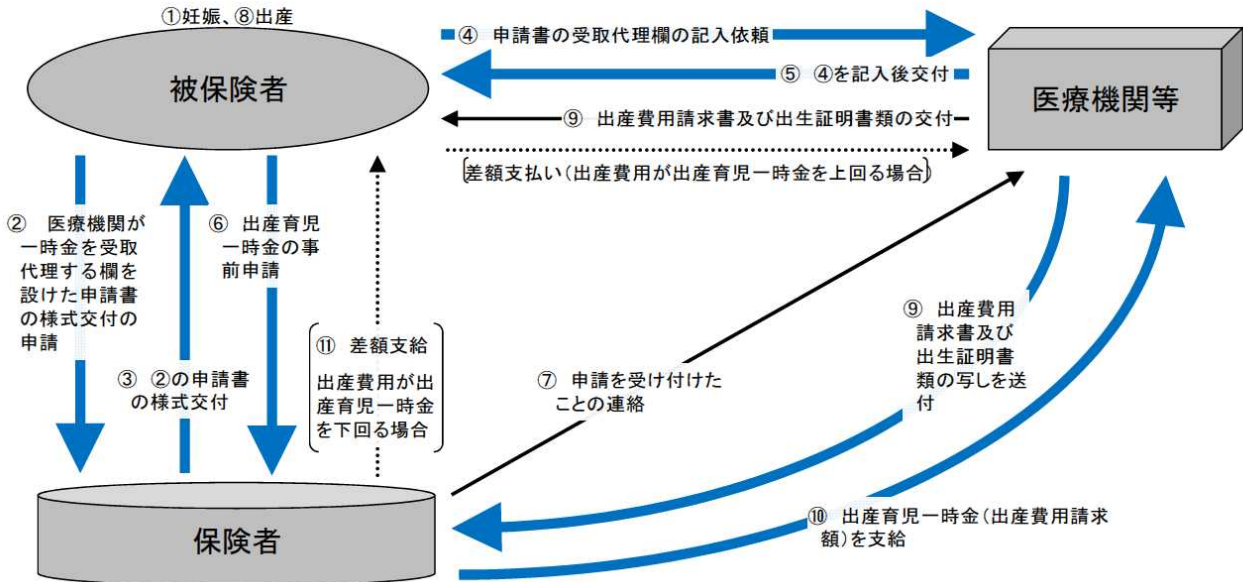 ①妊娠、⑧出産
被保険者
④ 申請書の受取代理欄の記入依頼
⑤ ④を記入後交付
⑨ 出産費用請求書及び出生証明書類の交付
差額支払い(出産費用が出産育児一時金を上回る場合)
医療機関等
② 医療機関が
一時金を受取
代理する欄を
設けた申請書
の様式交付の
申請
③ ②の申請書
の様式交付
⑥ 出産育児
一時金の事
前申請
⑪ 差額支給
出産費用が出
産育児一時金
を下回る場合
⑦ 申請を受け付けた
ことの連絡
⑨ 出産費用
請求書及び
出生証明書
類の写しを送
付
⑩ 出産育児一時金(出産費用請求
額)を支給
保険者